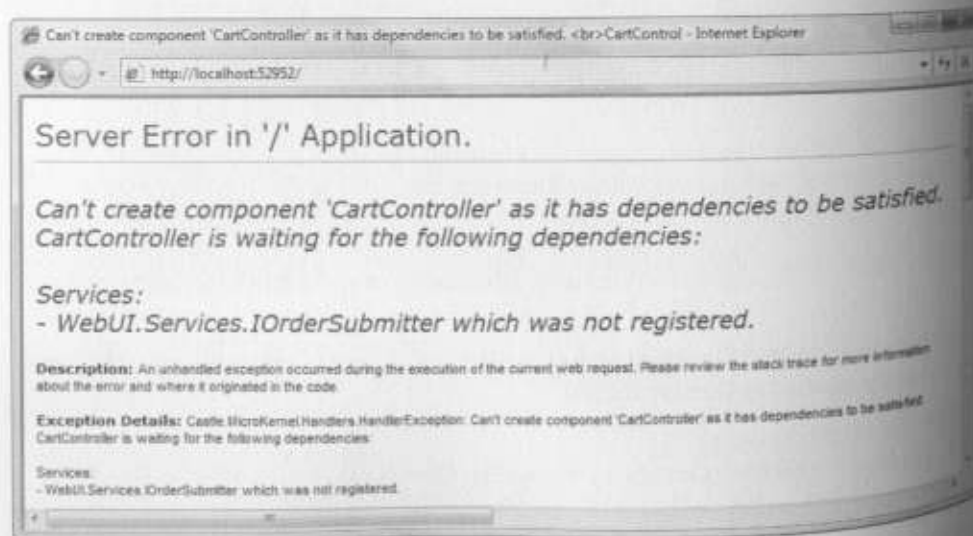 Can't create component 'CartController' as it has dependencies to be satisfied. <br>CartControl - Internet Explorer
http://localhost:52952/
Server Error in '/' Application.
Can't create component 'CartController' as it has dependencies to be satisfied.
CartController is waiting for the following dependencies:
Services:
- WebUI.Services.IOrderSubmitter which was not registered.
Description: An unhandled exception occurred during the execution of the current web request. Please review the stack trace for more information
about the error and where it originated in the code.
Exception Details: Castle.MicroKernel.Handlers.HandlerException: Can't create component 'CartController' as it has dependencies to be satisfied.
CartController is waiting for the following dependencies:
Services:
- WebUI.Services.IOrderSubmitter which was not registered.